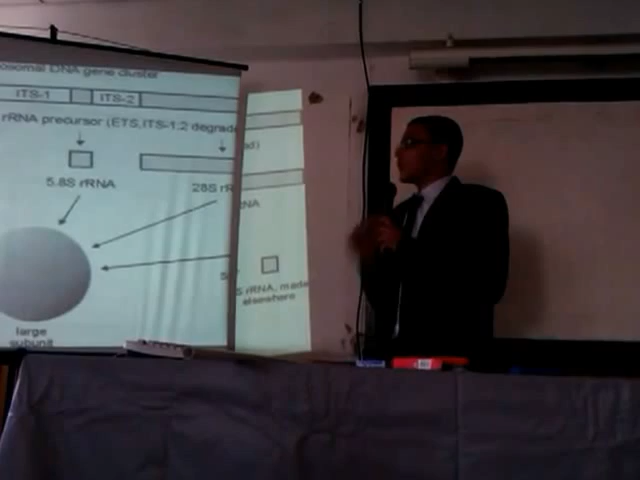 osomal DNA gene cluster
ITS-1 ITS-2
rRNA precursor (ETS,ITS-1,2 degrad
ed)
5.8S rRNA
28S rR
NA
S rRNA, made
elsewhere
large
subunit